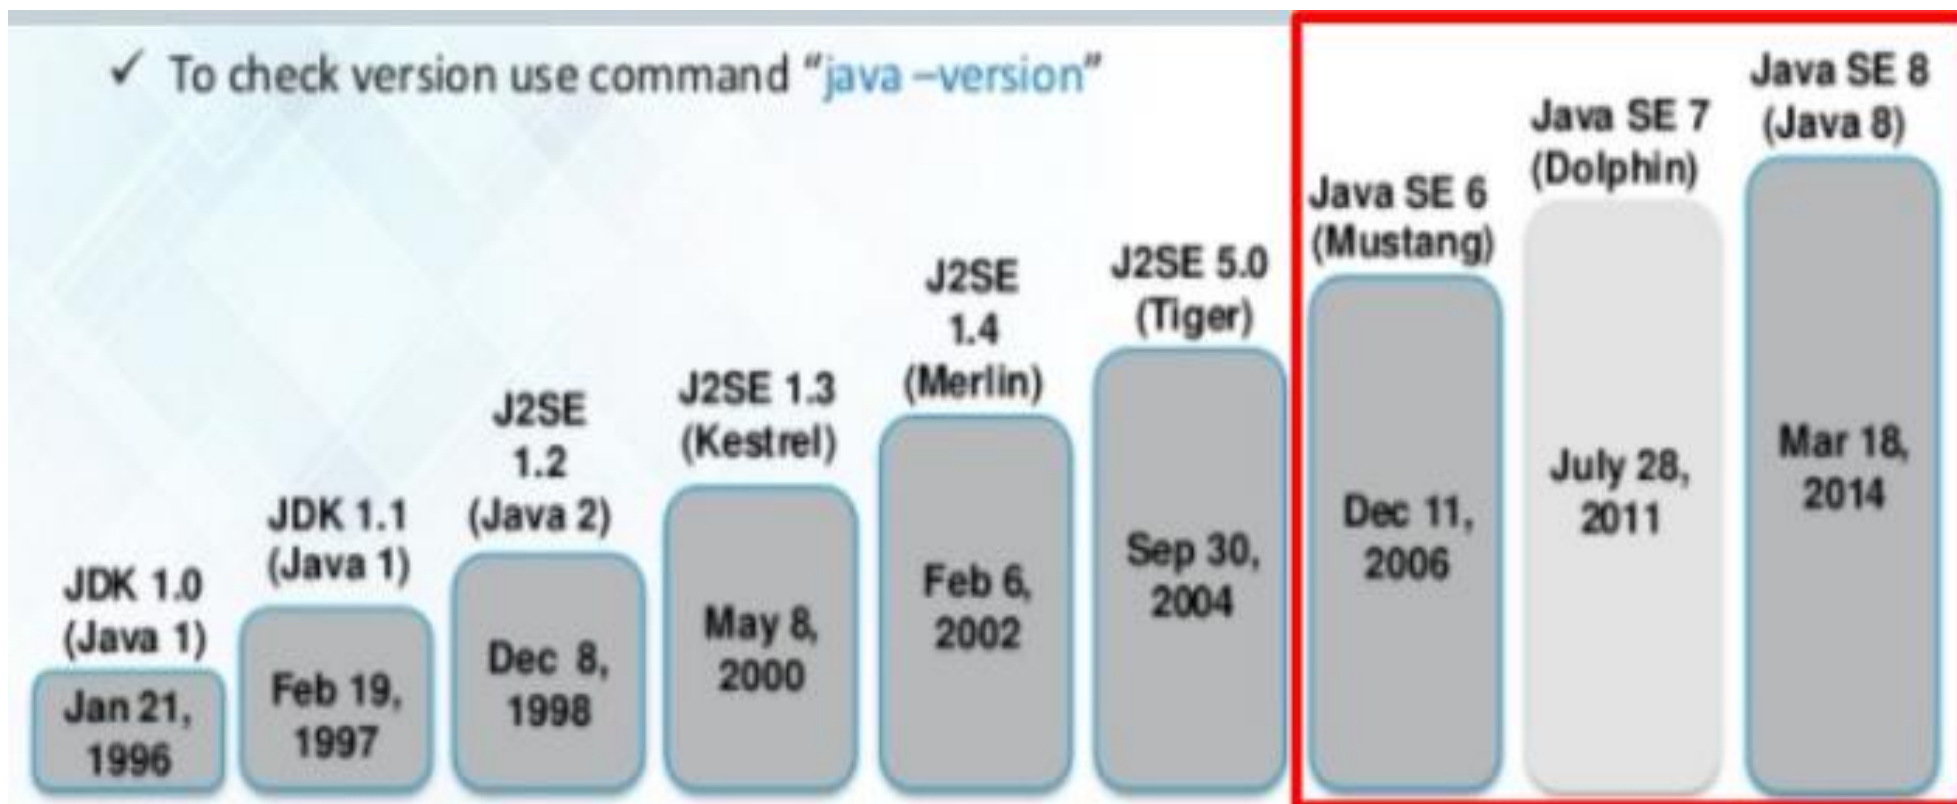 ✓ To check version use command “java –version”
JDK 1.0
(Java 1)
Jan 21,
1996
JDK 1.1
(Java 1)
Feb 19,
1997
J2SE
1.2
(Java 2)
Dec 8,
1998
J2SE 1.3
(Kestrel)
May 8,
2000
J2SE
1.4
(Merlin)
Feb 6,
2002
J2SE 5.0
(Tiger)
Sep 30,
2004
Java SE 6
(Mustang)
Dec 11,
2006
Java SE 7
(Dolphin)
July 28,
2011
Java SE 8
(Java 8)
Mar 18,
2014